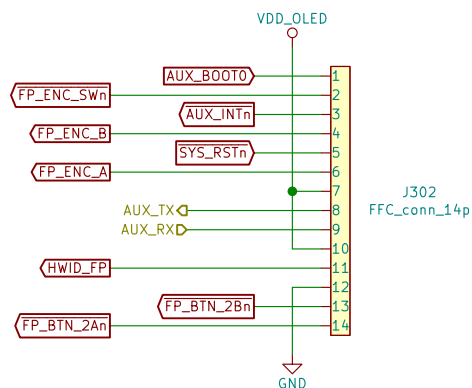 VDD_OLED
AUX_BOOT0 1
FP_ENC_SWn 2
AUX_INTn 3
FP_ENC_B 4
SYS_RSTn 5
FP_ENC_A 6
7
J302
AUX_TX 8
FFC_conn_14p
AUX_RX 9
10
HWID_FP 11
12
FP_BTN_2Bn 13
FP_BTN_2An 14
GND